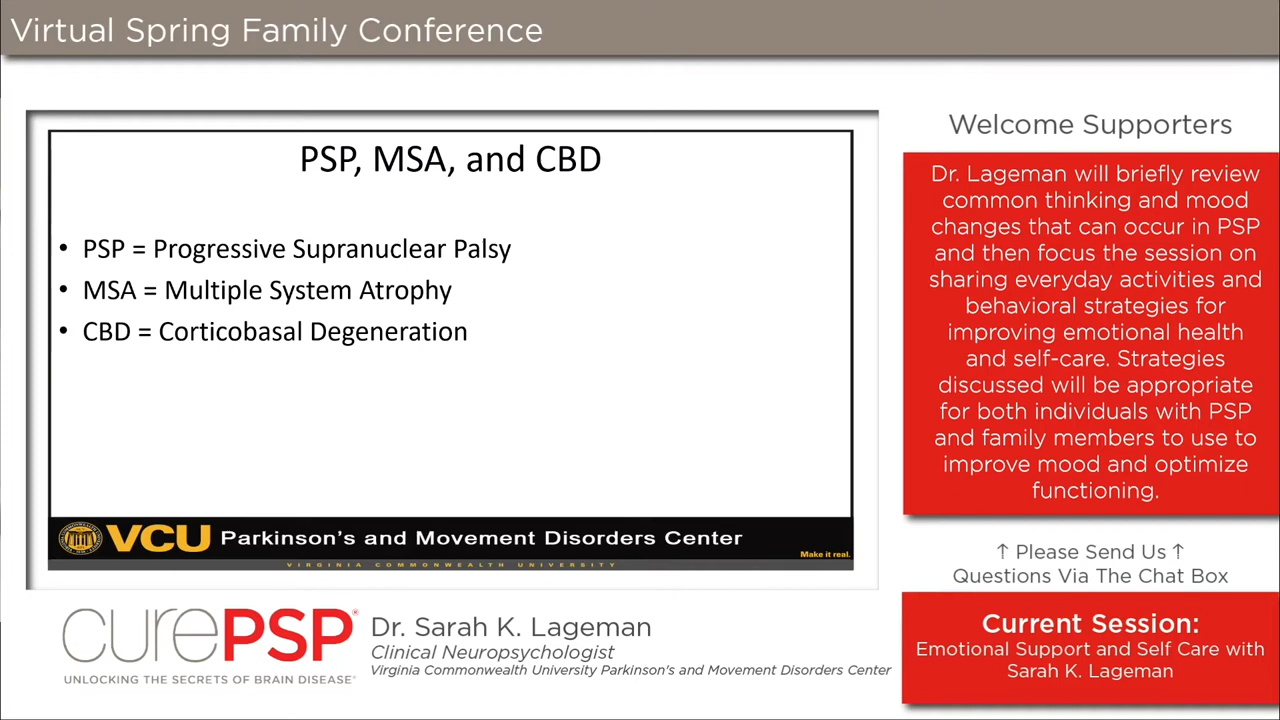 Virtual Spring Family Conference
PSP, MSA, and CBD
• PSP = Progressive Supranuclear Palsy
• MSA = Multiple System Atrophy
• CBD = Corticobasal Degeneration
VCU Parkinson's and Movement Disorders Center
Make it real.
VIRGINIA COMMONWEALTH UNIVERSITY
curePSP®
UNLOCKING THE SECRETS OF BRAIN DISEASE®
Dr. Sarah K. Lageman
Clinical Neuropsychologist
Virginia Commonwealth University Parkinson's and Movement Disorders Center
Welcome Supporters
Dr. Lageman will briefly review
common thinking and mood
changes that can occur in PSP
and then focus the session on
sharing everyday activities and
behavioral strategies for
improving emotional health
and self-care. Strategies
discussed will be appropriate
for both individuals with PSP
and family members to use to
improve mood and optimize
functioning.
↑ Please Send Us ↑
Questions Via The Chat Box
Current Session:
Emotional Support and Self Care with
Sarah K. Lageman